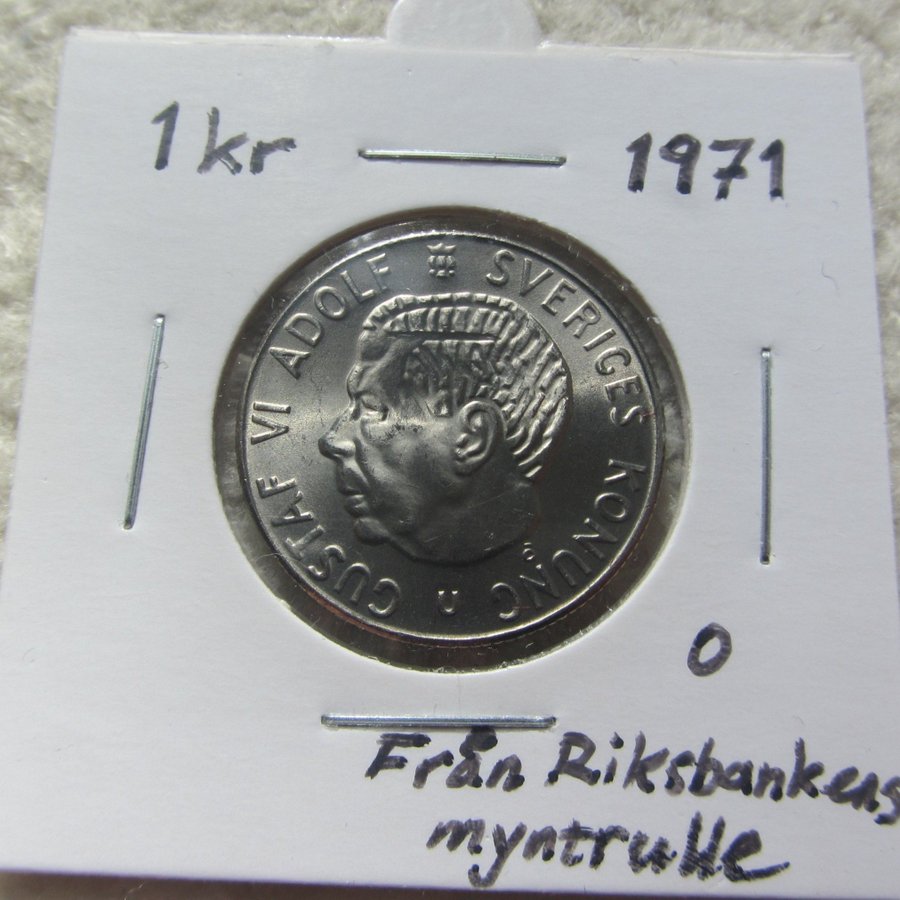 1 kr
1971
GUSTAF VI ADOLF SVERIGES KONUNG
U
0
Från Riksbankens
myntrulle